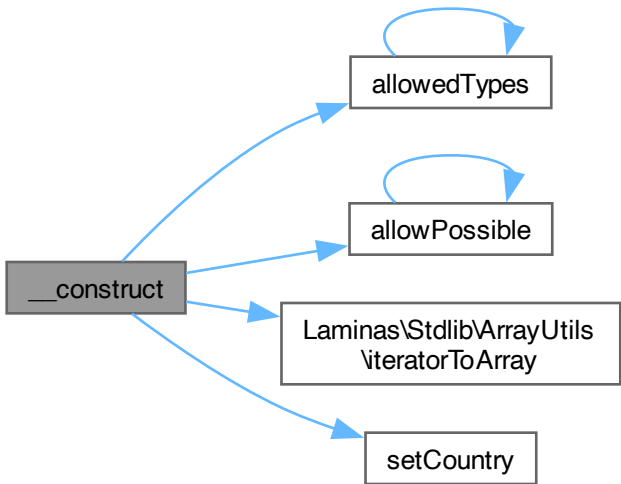 allowedTypes
allowPossible
__construct
Laminas\Stdlib\ArrayUtils
\iteratorToArray
setCountry